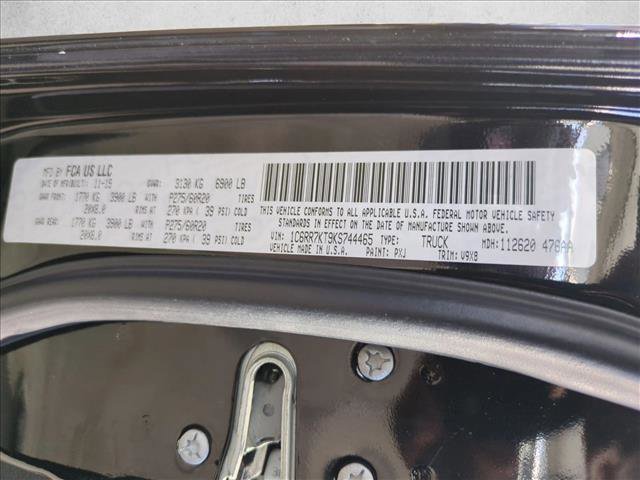 MFD BY FCA US LLC
DATE OF MFR(BUILT): 11-19 GVWR: 3130 KG 6900 LB
GAWR FRONT: 1770 KG 3900 LB WITH P275/60R20 TIRES
20X8.0 RIMS AT 270 KPA ( 39 PSI) COLD
GAWR REAR: 1770 KG 3900 LB WITH P275/60R20 TIRES
20X8.0 RIMS AT 270 KPA ( 39 PSI) COLD
THIS VEHICLE CONFORMS TO ALL APPLICABLE U.S.A. FEDERAL MOTOR VEHICLE SAFETY
STANDARDS IN EFFECT ON THE DATE OF MANUFACTURE SHOWN ABOVE.
VIN: 1C6RR7KT9KS744465 TYPE: TRUCK MDH: 112620 476AA
VEHICLE MADE IN U.S.A. PAINT: PXJ TRIM: V9X8